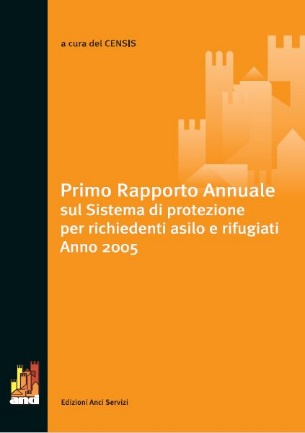 a cura del CENSIS
Primo Rapporto Annuale
sul Sistema di protezione
per richiedenti asilo e rifugiati
Anno 2005
anci
Edizioni Anci Servizi